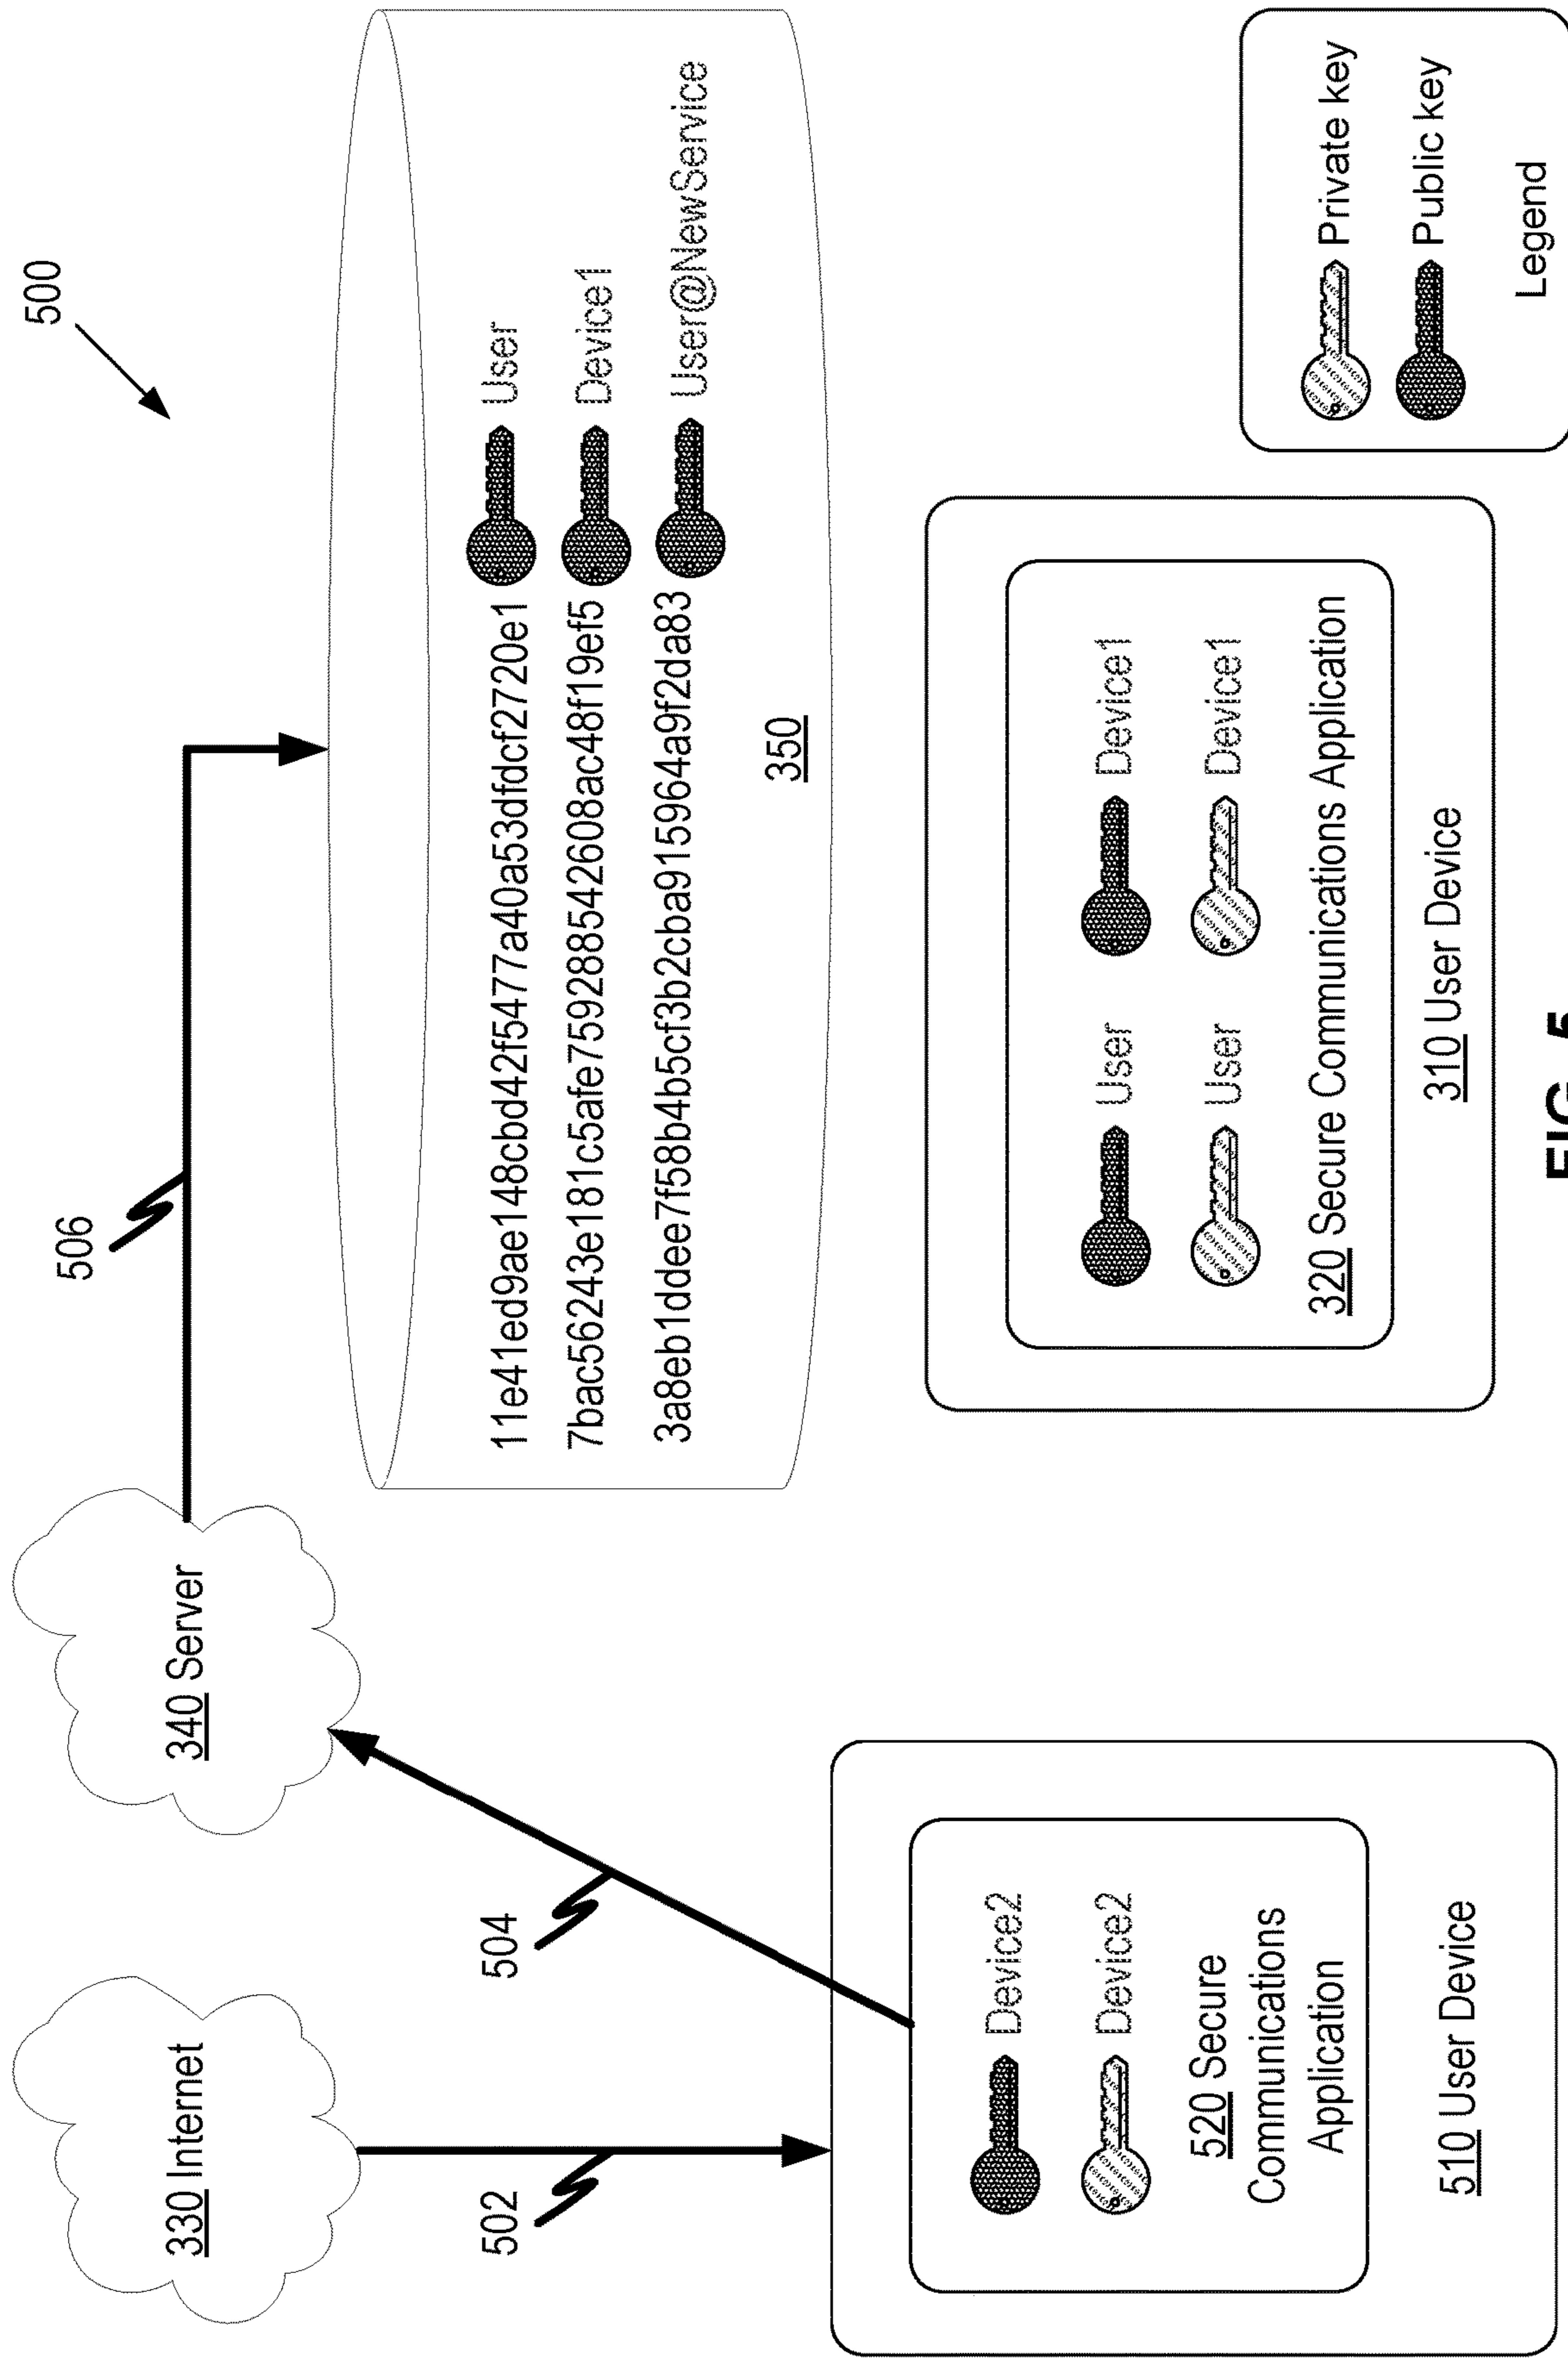 500
506
330 Internet
340 Server
502
504
11e41ed9ae148cbd42f5477a40a53dfdcf2720e1 User
7bac56243e181c5afe759288542608ac48f19ef5 Device1
3a8eb1ddee7f58b4b5cf3b2cba915964a9f2da83 User@NewService
350
Device2
Device2
520 Secure
Communications
Application
510 User Device
User Device1
User Device1
320 Secure Communications Application
310 User Device
Private key
Public key
Legend
FIG. 5